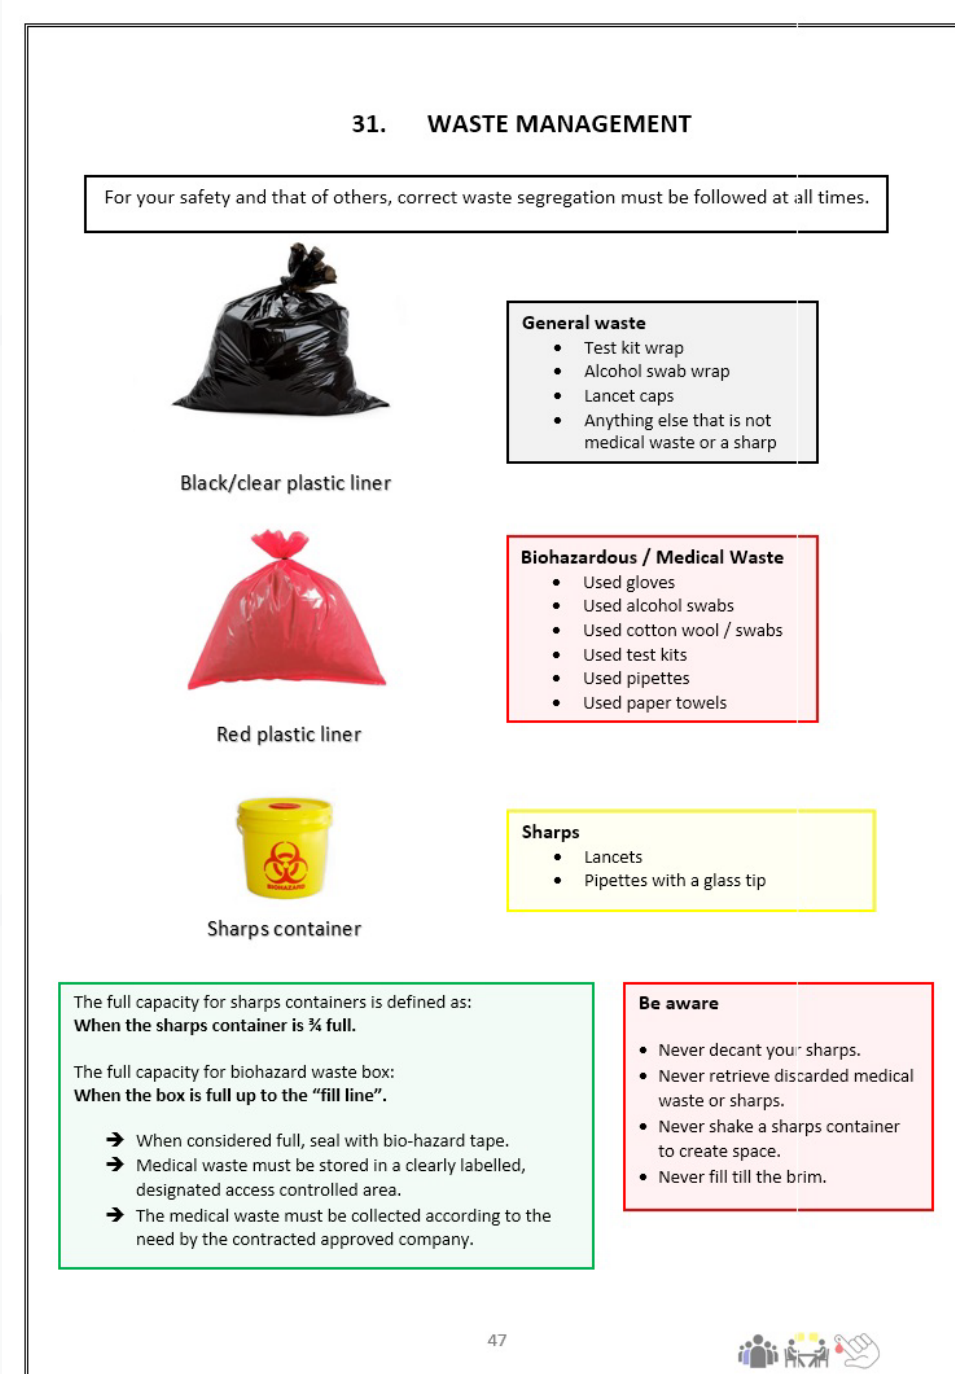 31. WASTE MANAGEMENT
For your safety and that of others, correct waste segregation must be followed at all times.
General waste
• Test kit wrap
• Alcohol swab wrap
• Lancet caps
• Anything else that is not
medical waste or a sharp
Black/clear plastic liner
Biohazardous / Medical Waste
• Used gloves
• Used alcohol swabs
• Used cotton wool / swabs
• Used test kits
• Used pipettes
• Used paper towels
Red plastic liner
BIOHAZARD
Sharps container
Sharps
• Lancets
• Pipettes with a glass tip
The full capacity for sharps containers is defined as:
When the sharps container is ¾ full.
The full capacity for biohazard waste box:
When the box is full up to the “fill line”.
➔ When considered full, seal with bio-hazard tape.
➔ Medical waste must be stored in a clearly labelled,
designated access controlled area.
➔ The medical waste must be collected according to the
need by the contracted approved company.
Be aware
• Never decant your sharps.
• Never retrieve discarded medical
waste or sharps.
• Never shake a sharps container
to create space.
• Never fill till the brim.
47